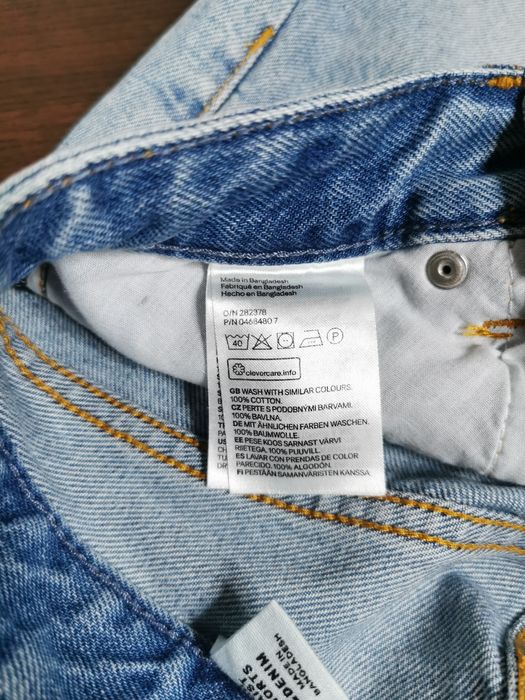 Made in Bangladesh
Fabriqué en Bangladesh
Hecho en Bangladesh
O/N 282378
P/N 0468480 7
40
P
clevercare.info
GB WASH WITH SIMILAR COLOURS.
100% COTTON.
CZ PERTE S PODOBNÝMI BARVAMI.
100% BAVLNA.
DE MIT ÄHNLICHEN FARBEN WASCHEN.
100% BAUMWOLLE.
EE PESE KOOS SARNAST VÄRVI
RIIETEGA. 100% PUUVILL.
ES LAVAR CON PRENDAS DE COLOR
PARECIDO. 100% ALGODÓN.
FI PESTÄÄN SAMANVÄRISTEN KANSSA.
DENIM
MADE IN
BANGLADESH